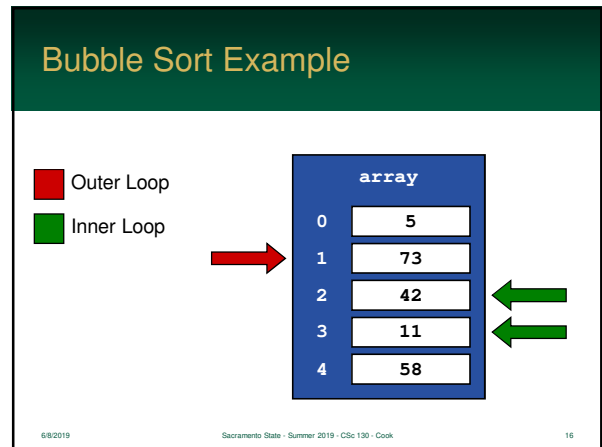 Bubble Sort Example
Outer Loop
Inner Loop
array
0 5
1 73
2 42
3 11
4 58
6/8/2019 Sacramento State - Summer 2019 - CSc 130 - Cook 16